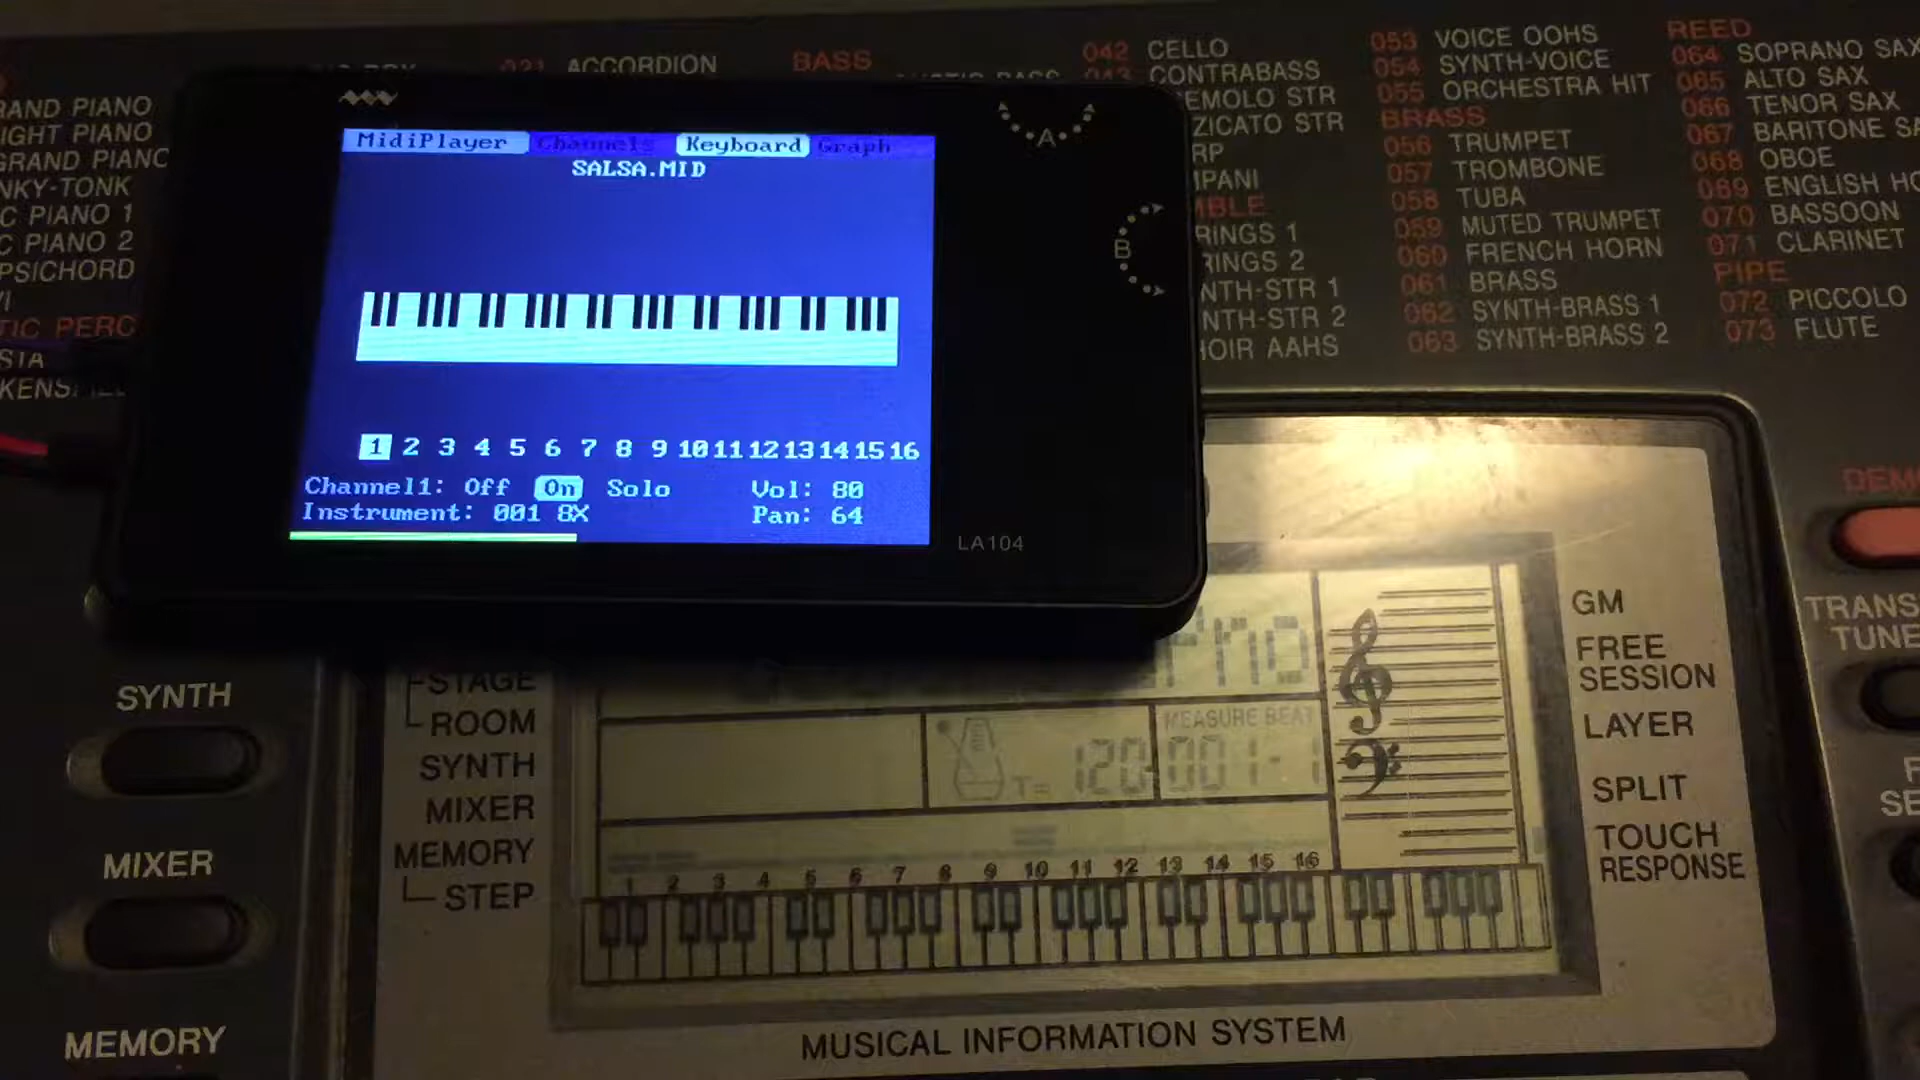 RAND PIANO
IGHT PIANO
GRAND PIANO
NKY-TONK
C PIANO 1
C PIANO 2
PSICHORD
TIC PERC
021 ACCORDION
BASS
042 CELLO
043 CONTRABASS
EMOLO STR
ZICATO STR
RP
MPANI
MBLE
RINGS 1
RINGS 2
NTH-STR 1
NTH-STR 2
HOIR AAHS
053 VOICE OOHS
054 SYNTH-VOICE
055 ORCHESTRA HIT
BRASS
056 TRUMPET
057 TROMBONE
058 TUBA
059 MUTED TRUMPET
060 FRENCH HORN
061 BRASS
062 SYNTH-BRASS 1
063 SYNTH-BRASS 2
REED
064 SOPRANO SAX
065 ALTO SAX
066 TENOR SAX
067 BARITONE SA
068 OBOE
069 ENGLISH HO
070 BASSOON
071 CLARINET
PIPE
072 PICCOLO
073 FLUTE
MidiPlayer Channels Keyboard Graph
SALSA.MID
1 2 3 4 5 6 7 8 9 10 11 12 13 14 15 16
Channel1: Off On Solo Vol: 80
Instrument: 001 8X Pan: 64
A
B
LA104
SYNTH
MIXER
MEMORY
STAGE
ROOM
SYNTH
MIXER
MEMORY
STEP
MEASURE BEAT
T= 120 001-1
1 2 3 4 5 6 7 8 9 10 11 12 13 14 15 16
GM
FREE
SESSION
LAYER
SPLIT
TOUCH
RESPONSE
DEMO
TRANS
TUNE
MUSICAL INFORMATION SYSTEM